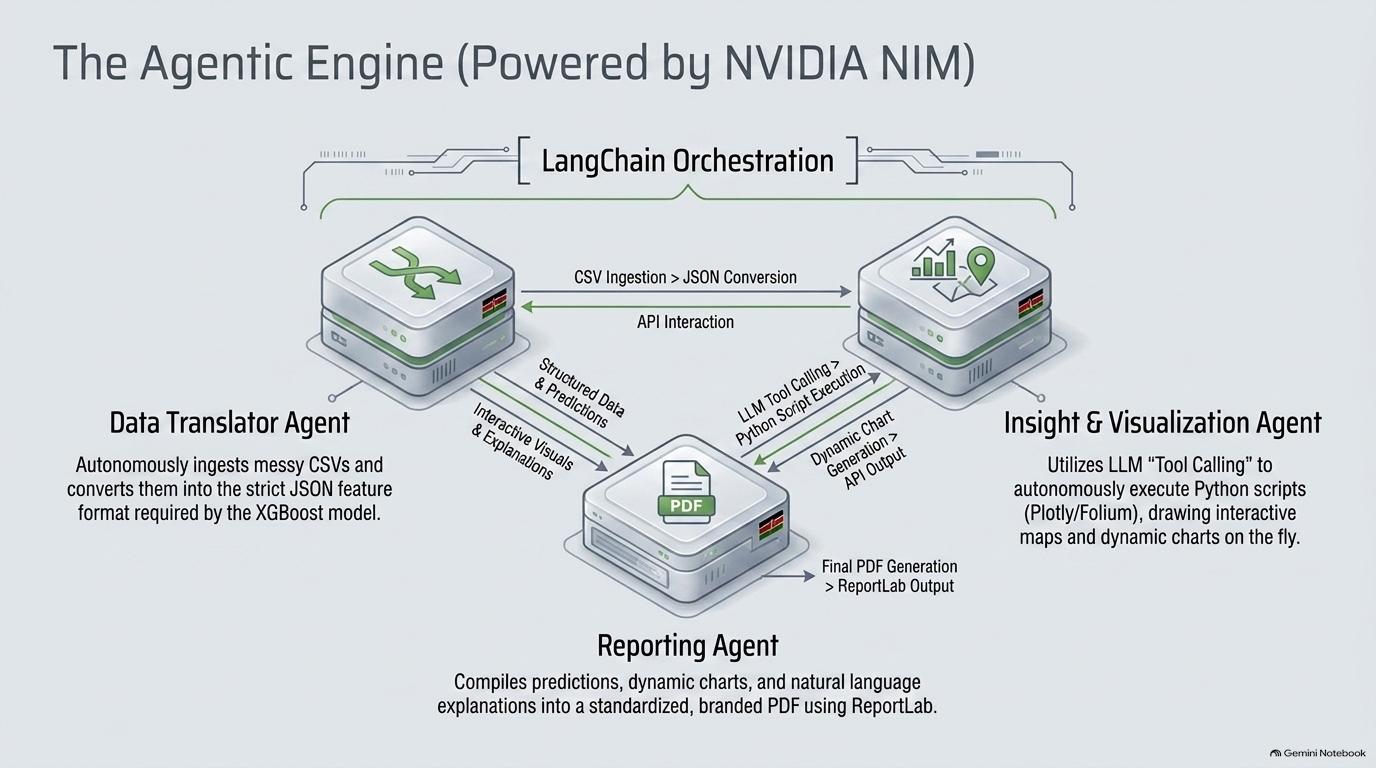 The Agentic Engine (Powered by NVIDIA NIM)
LangChain Orchestration
CSV Ingestion > JSON Conversion
API Interaction
Structured Data
& Predictions
Interactive Visuals
& Explanations
LLM Tool Calling >
Python Script Execution
Dynamic Chart
Generation >
API Output
Data Translator Agent
Autonomously ingests messy CSVs and
converts them into the strict JSON feature
format required by the XGBoost model.
Insight & Visualization Agent
Utilizes LLM “Tool Calling” to
autonomously execute Python scripts
(Plotly/Folium), drawing interactive
maps and dynamic charts on the fly.
PDF
Final PDF Generation
> ReportLab Output
Reporting Agent
Compiles predictions, dynamic charts, and natural language
explanations into a standardized, branded PDF using ReportLab.
Gemini Notebook